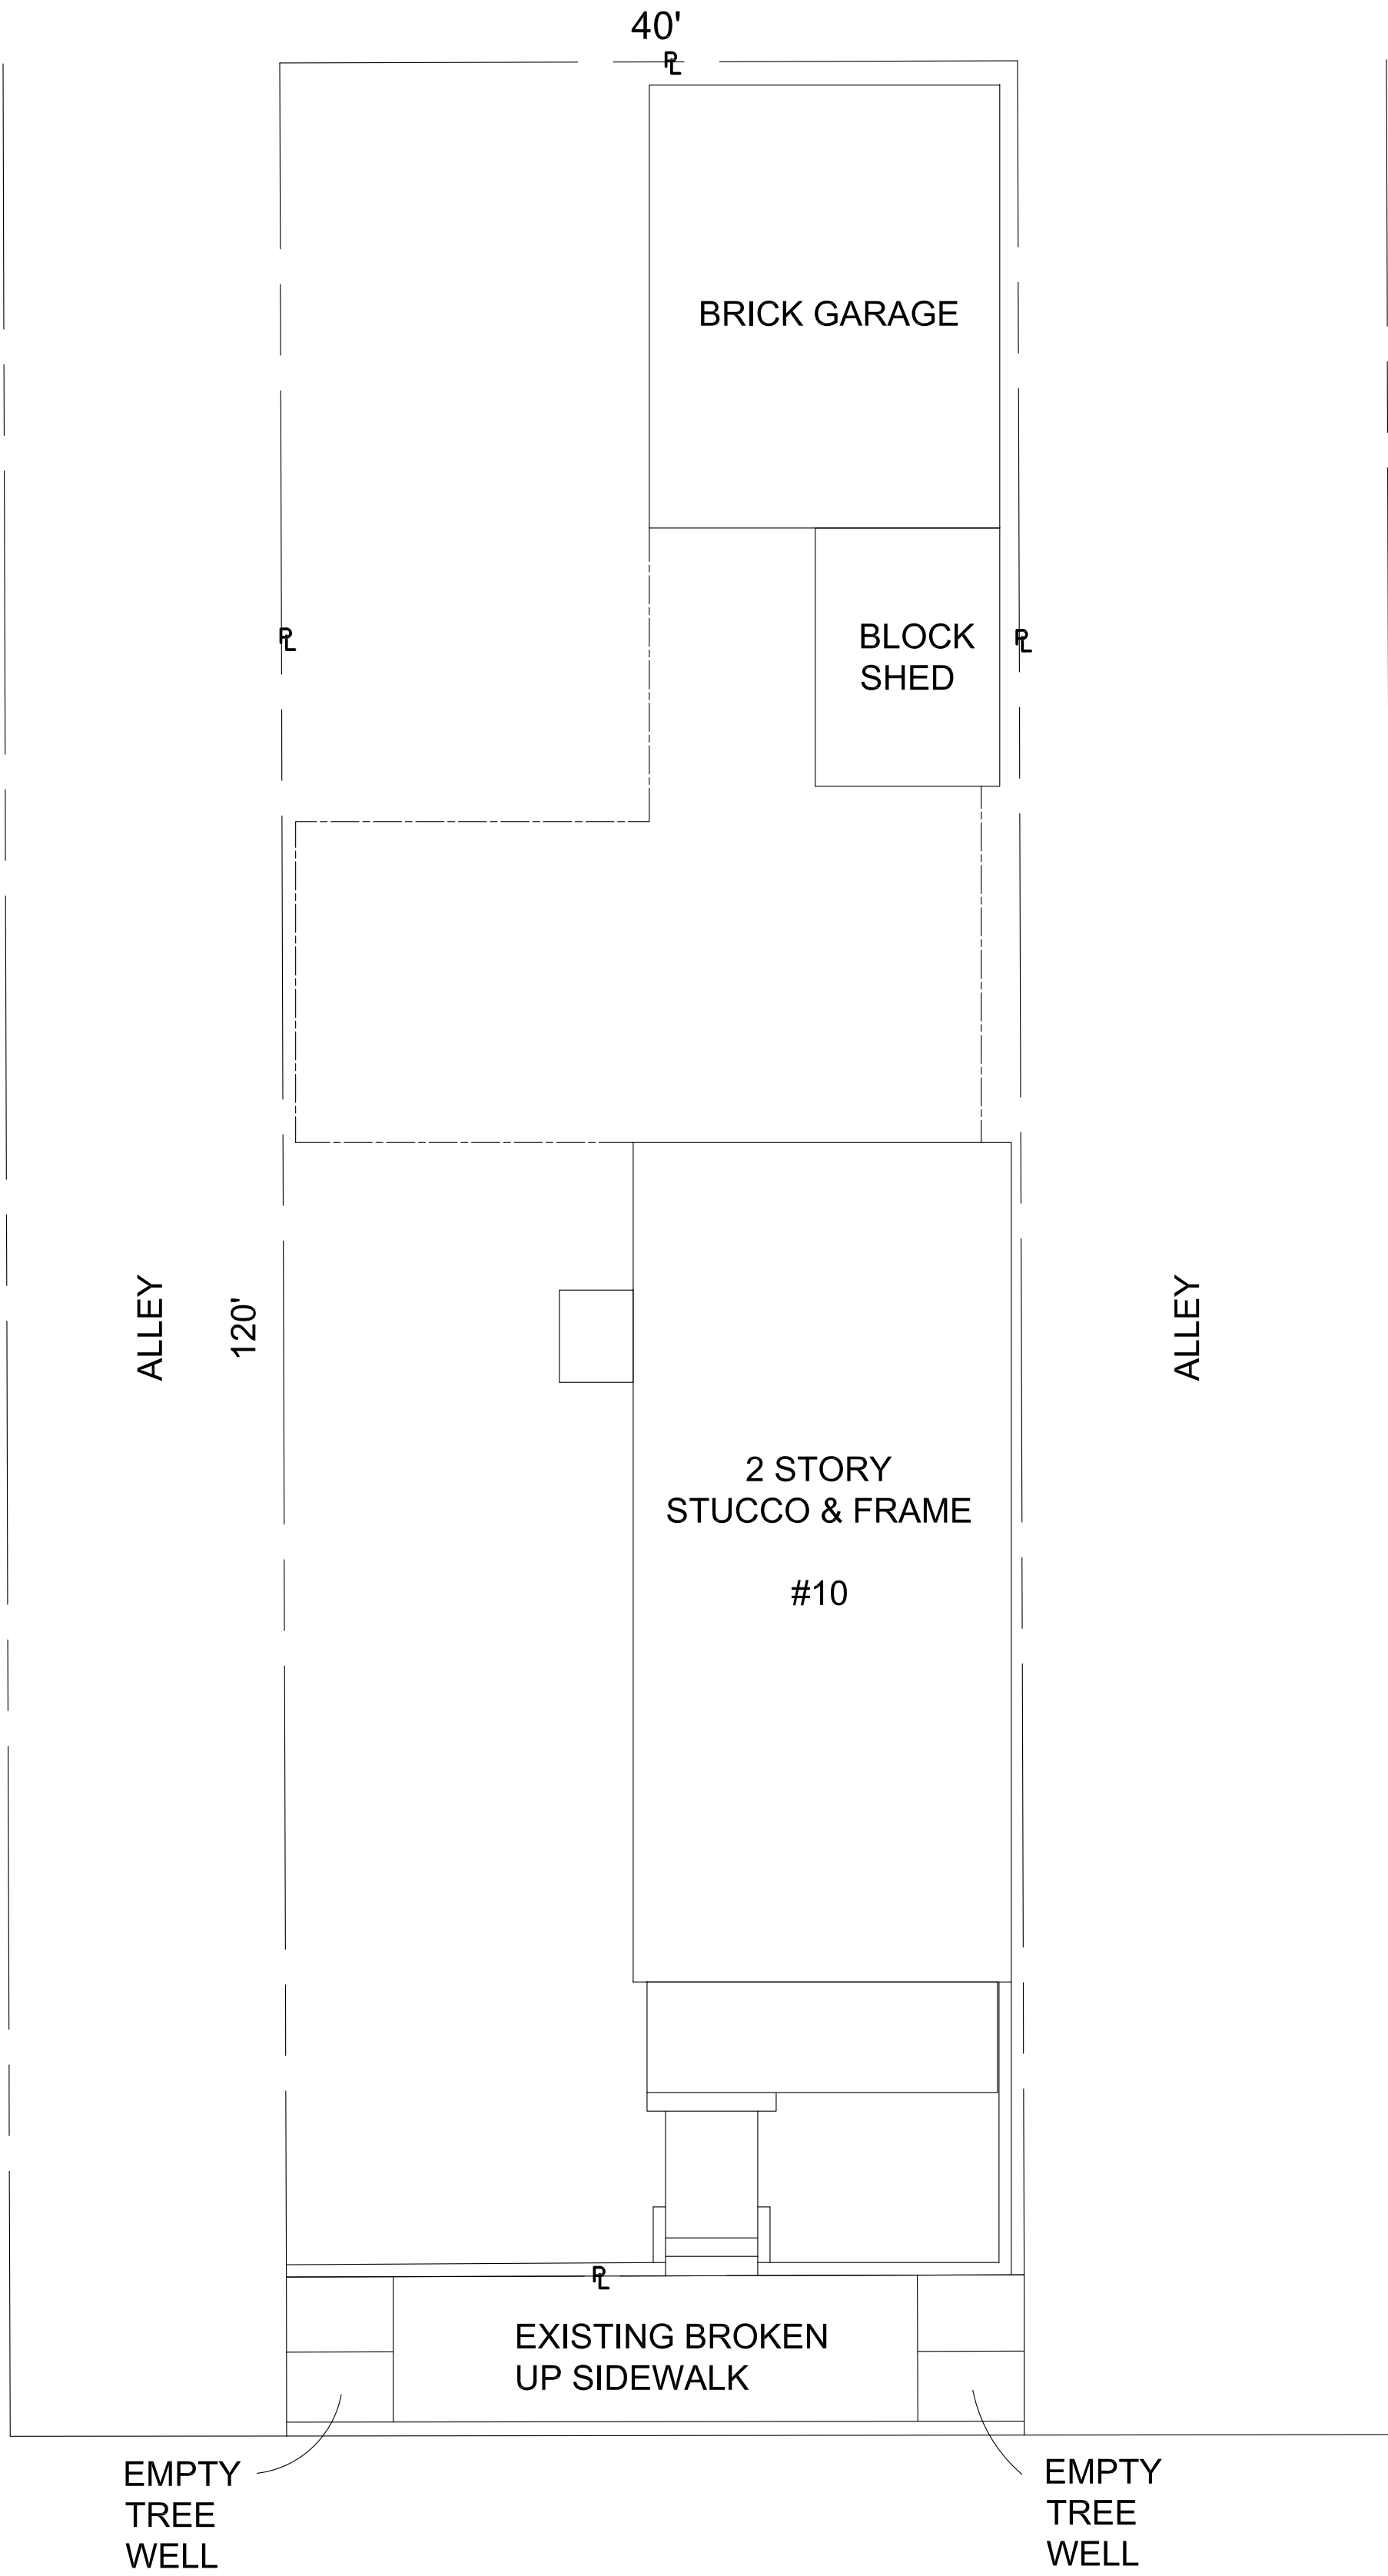 40'
PL
BRICK GARAGE
PL
BLOCK
SHED
PL
ALLEY
120'
ALLEY
2 STORY
STUCCO & FRAME
#10
PL
EXISTING BROKEN
UP SIDEWALK
EMPTY
TREE
WELL
EMPTY
TREE
WELL